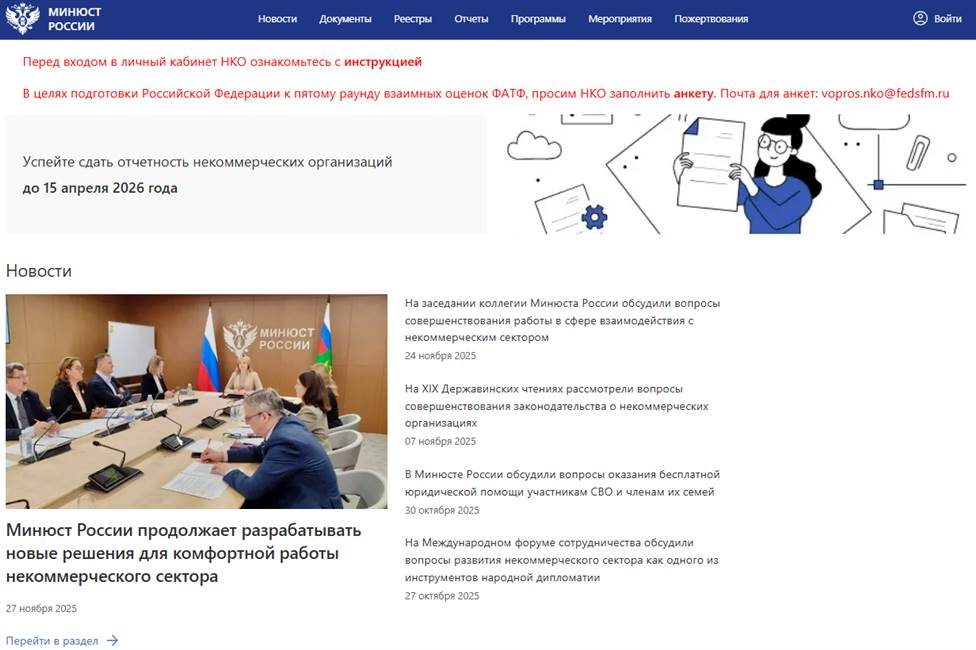 МИНЮСТ
РОССИИ
Новости Документы Реестры Отчеты Программы Мероприятия Пожертвования Войти
Перед входом в личный кабинет НКО ознакомьтесь с инструкцией
В целях подготовки Российской Федерации к пятому раунду взаимных оценок ФАТФ, просим НКО заполнить анкету. Почта для анкет: vopros.nko@fedsfm.ru
Успейте сдать отчетность некоммерческих организаций
до 15 апреля 2026 года
Новости
МИНЮСТ
РОССИИ
Минюст России продолжает разрабатывать
новые решения для комфортной работы
некоммерческого сектора
27 ноября 2025
Перейти в раздел
На заседании коллегии Минюста России обсудили вопросы
совершенствования работы в сфере взаимодействия с
некоммерческим сектором
24 ноября 2025
На XIX Державинских чтениях рассмотрели вопросы
совершенствования законодательства о некоммерческих
организациях
07 ноября 2025
В Минюсте России обсудили вопросы оказания бесплатной
юридической помощи участникам СВО и членам их семей
30 октября 2025
На Международном форуме сотрудничества обсудили
вопросы развития некоммерческого сектора как одного из
инструментов народной дипломатии
27 октября 2025